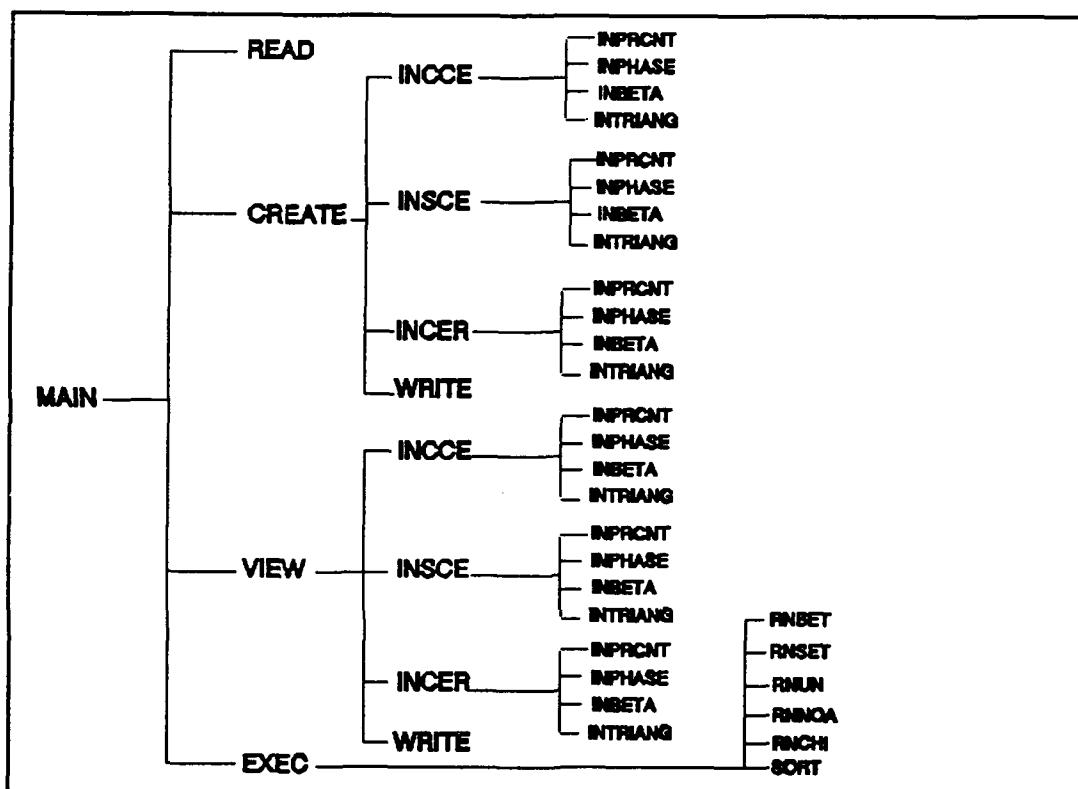 MAIN
READ
CREATE
INCCE
INPRCNT
INPHASE
INBETA
INTRIANG
INSCE
INPRCNT
INPHASE
INBETA
INTRIANG
INCER
INPRCNT
INPHASE
INBETA
INTRIANG
WRITE
VIEW
INCCE
INPRCNT
INPHASE
INBETA
INTRIANG
INSCE
INPRCNT
INPHASE
INBETA
INTRIANG
INCER
INPRCNT
INPHASE
INBETA
INTRIANG
WRITE
EXEC
RNBET
RNSET
RNUN
RNNOA
RNCHI
SORT